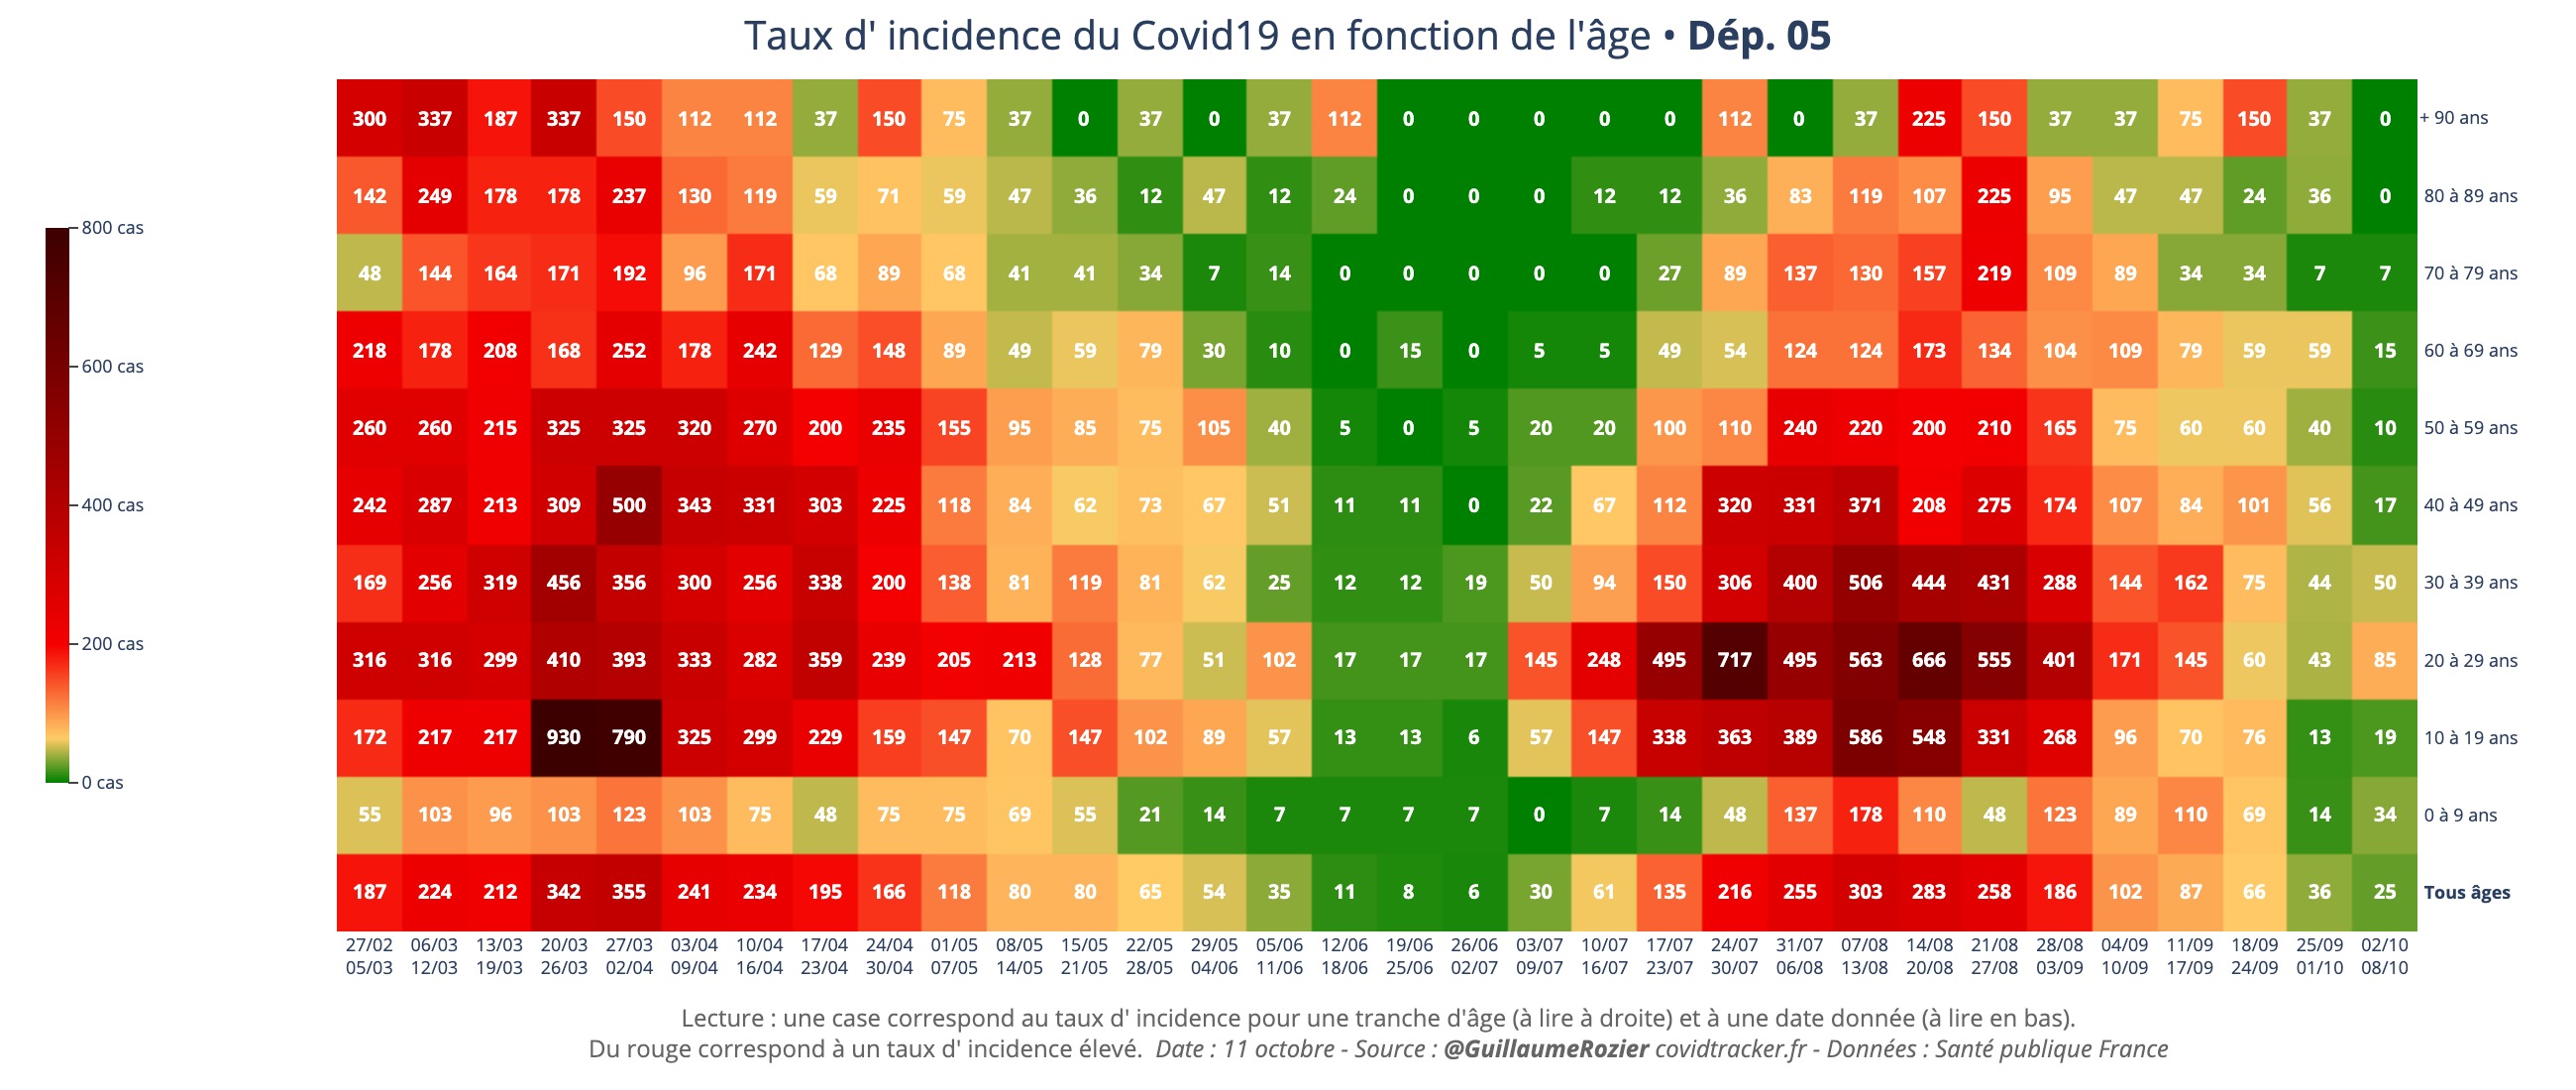 Taux d' incidence du Covid19 en fonction de l'âge • Dép. 05
800 cas
600 cas
400 cas
200 cas
0 cas
300 337 187 337 150 112 112 37 150 75 37 0 37 0 37 112 0 0 0 0 0 112 0 37 225 150 37 37 75 150 37 0 + 90 ans
142 249 178 178 237 130 119 59 71 59 47 36 12 47 12 24 0 0 0 12 12 36 83 119 107 225 95 47 47 24 36 0 80 à 89 ans
48 144 164 171 192 96 171 68 89 68 41 41 34 7 14 0 0 0 0 0 27 89 137 130 157 219 109 89 34 34 7 7 70 à 79 ans
218 178 208 168 252 178 242 129 148 89 49 59 79 30 10 0 15 0 5 5 49 54 124 124 173 134 104 109 79 59 59 15 60 à 69 ans
260 260 215 325 325 320 270 200 235 155 95 85 75 105 40 5 0 5 20 20 100 110 240 220 200 210 165 75 60 60 40 10 50 à 59 ans
242 287 213 309 500 343 331 303 225 118 84 62 73 67 51 11 11 0 22 67 112 320 331 371 208 275 174 107 84 101 56 17 40 à 49 ans
169 256 319 456 356 300 256 338 200 138 81 119 81 62 25 12 12 19 50 94 150 306 400 506 444 431 288 144 162 75 44 50 30 à 39 ans
316 316 299 410 393 333 282 359 239 205 213 128 77 51 102 17 17 17 145 248 495 717 495 563 666 555 401 171 145 60 43 85 20 à 29 ans
172 217 217 930 790 325 299 229 159 147 70 147 102 89 57 13 13 6 57 147 338 363 389 586 548 331 268 96 70 76 13 19 10 à 19 ans
55 103 96 103 123 103 75 48 75 75 69 55 21 14 7 7 7 7 0 7 14 48 137 178 110 48 123 89 110 69 14 34 0 à 9 ans
187 224 212 342 355 241 234 195 166 118 80 80 65 54 35 11 8 6 30 61 135 216 255 303 283 258 186 102 87 66 36 25 Tous âges
27/02 06/03 13/03 20/03 27/03 03/04 10/04 17/04 24/04 01/05 08/05 15/05 22/05 29/05 05/06 12/06 19/06 26/06 03/07 10/07 17/07 24/07 31/07 07/08 14/08 21/08 28/08 04/09 11/09 18/09 25/09 02/10
05/03 12/03 19/03 26/03 02/04 09/04 16/04 23/04 30/04 07/05 14/05 21/05 28/05 04/06 11/06 18/06 25/06 02/07 09/07 16/07 23/07 30/07 06/08 13/08 20/08 27/08 03/09 10/09 17/09 24/09 01/10 08/10
Lecture : une case correspond au taux d' incidence pour une tranche d'âge (à lire à droite) et à une date donnée (à lire en bas).
Du rouge correspond à un taux d' incidence élevé. Date : 11 octobre - Source : @GuillaumeRozier covidtracker.fr - Données : Santé publique France